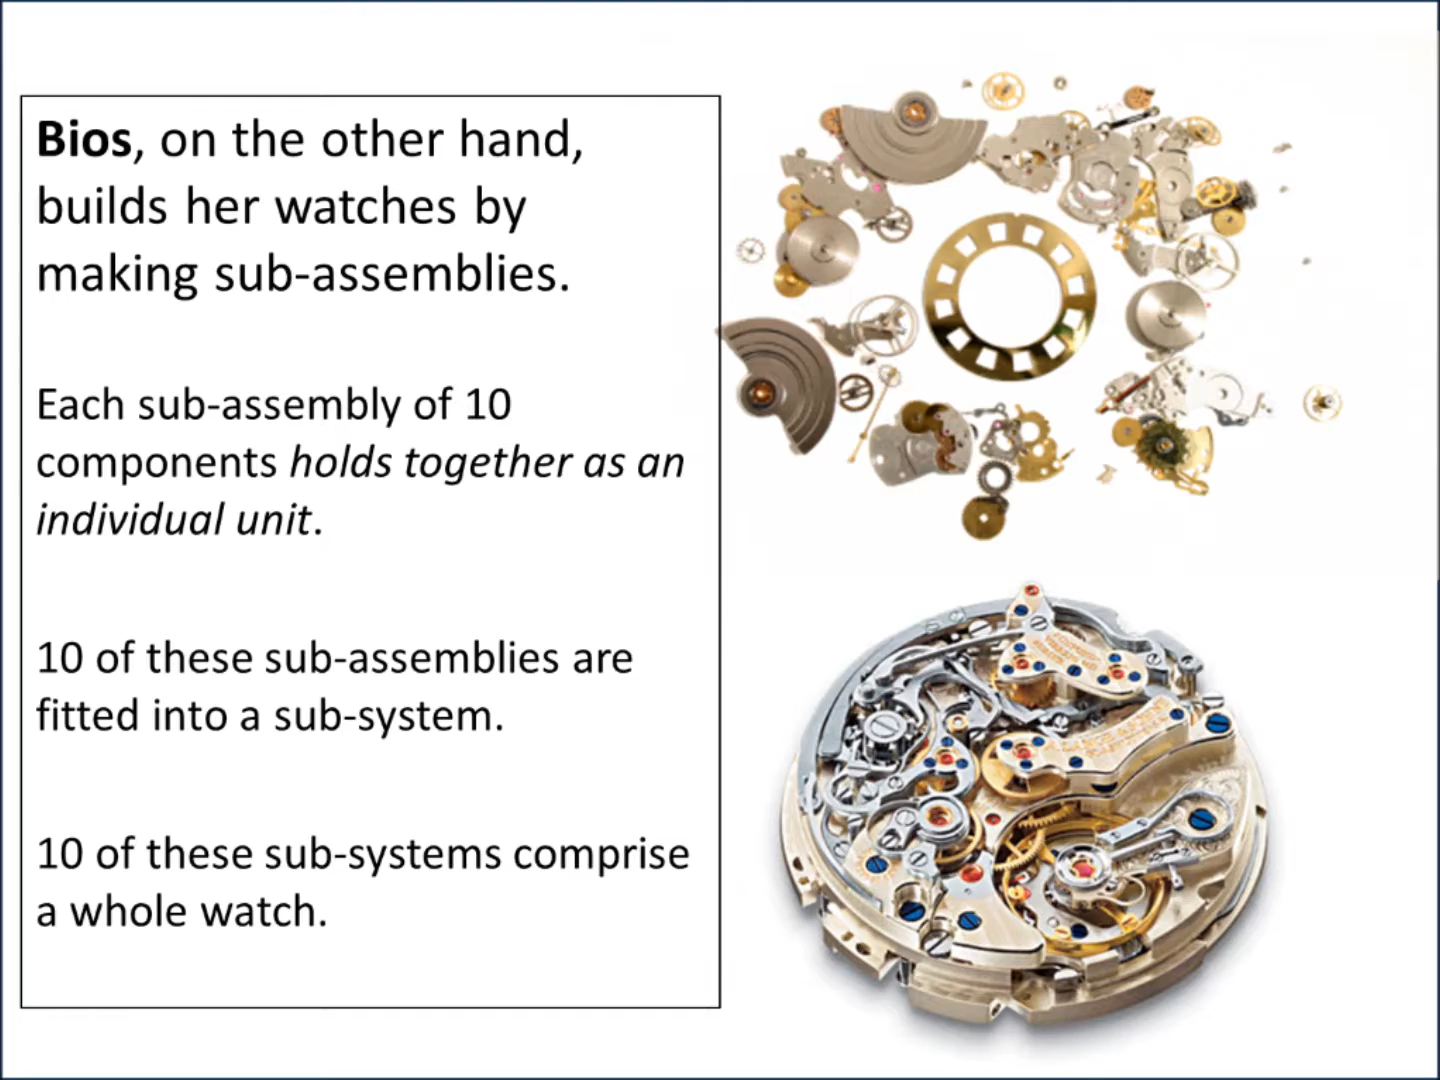 Bios, on the other hand,
builds her watches by
making sub-assemblies.
Each sub-assembly of 10
components holds together as an
individual unit.
10 of these sub-assemblies are
fitted into a sub-system.
10 of these sub-systems comprise
a whole watch.